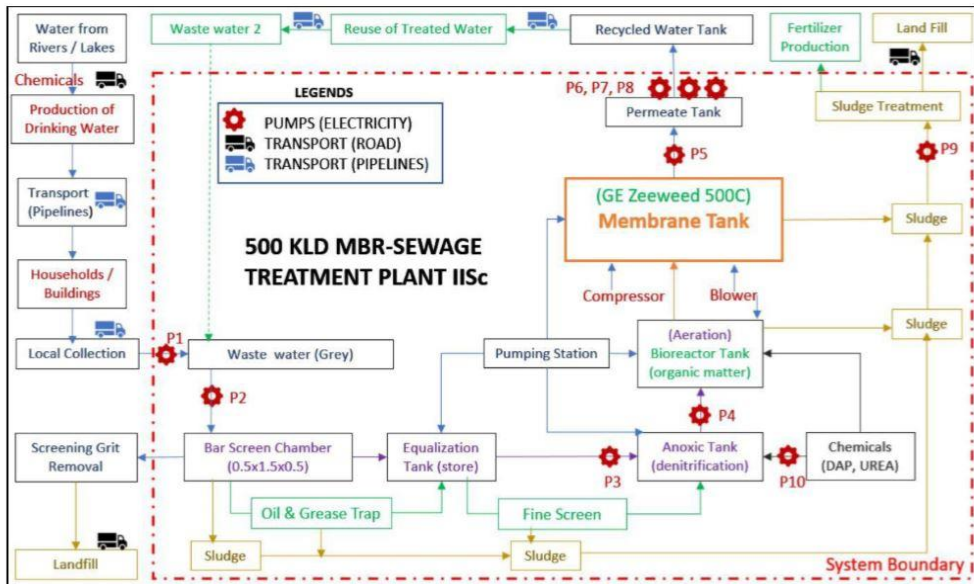 Water from
Rivers / Lakes
Waste water 2
Reuse of Treated Water
Recycled Water Tank
Fertilizer
Production
Land Fill
Chemicals
Production of
Drinking Water
LEGENDS
PUMPS (ELECTRICITY)
TRANSPORT (ROAD)
TRANSPORT (PIPELINES)
P6, P7, P8
Permeate Tank
Sludge Treatment
P5
P9
Transport
(Pipelines)
(GE Zeeweed 500C)
Membrane Tank
Sludge
500 KLD MBR-SEWAGE
TREATMENT PLANT IISc
Households /
Buildings
Compressor
Blower
Sludge
P1
Local Collection
Waste water (Grey)
Pumping Station
(Aeration)
Bioreactor Tank
(organic matter)
P2
P4
Screening Grit
Removal
Bar Screen Chamber
(0.5x1.5x0.5)
Equalization
Tank (store)
P3
Anoxic Tank
(denitrification)
P10
Chemicals
(DAP, UREA)
Oil & Grease Trap
Fine Screen
Landfill
Sludge
Sludge
System Boundary